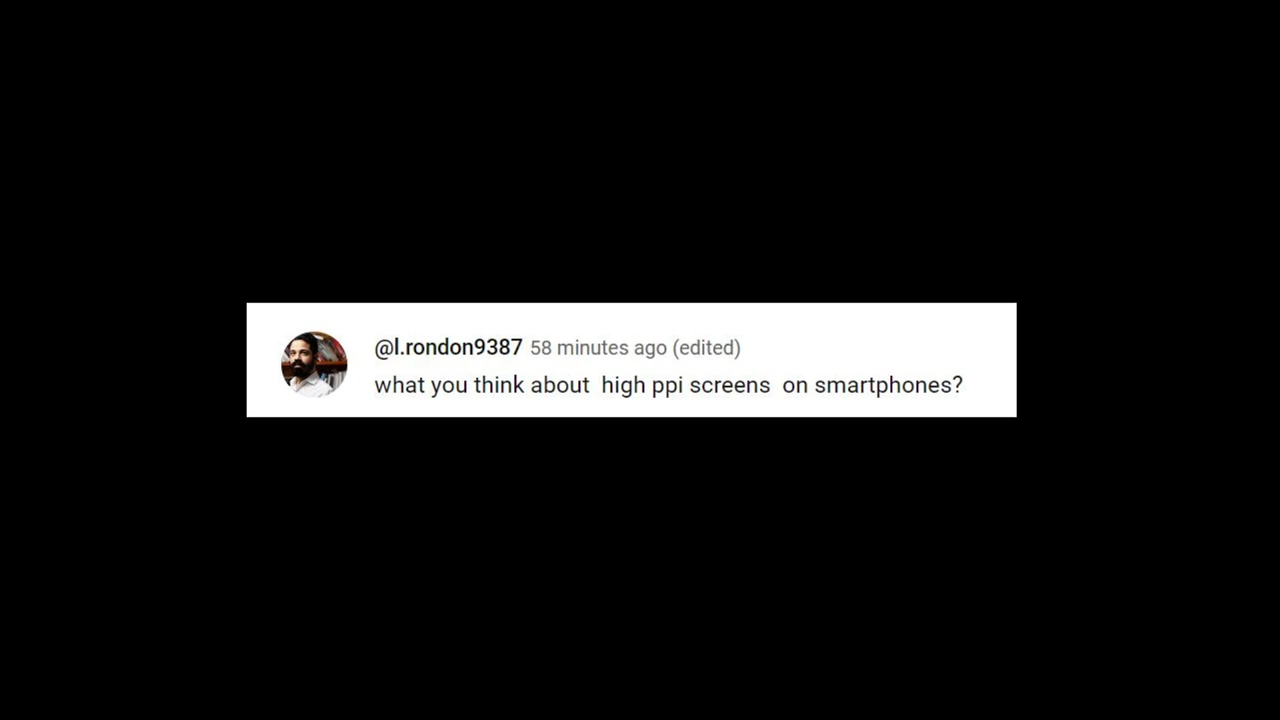 @l.rondon9387 58 minutes ago (edited)
what you think about  high ppi screens  on smartphones?